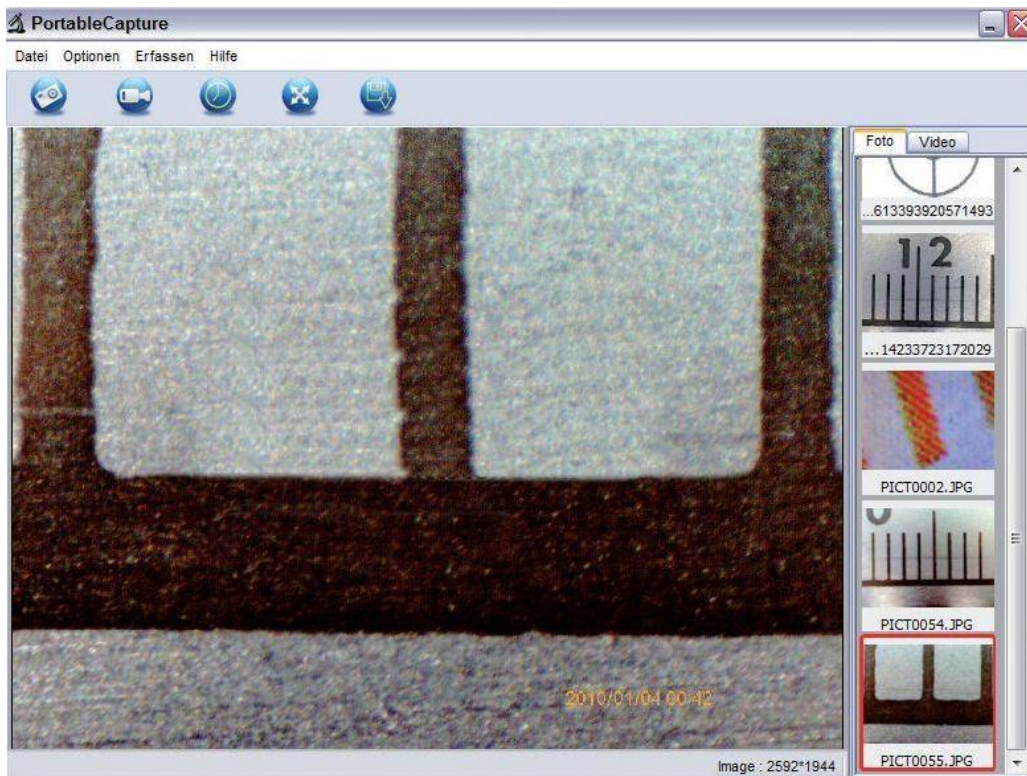 PortableCapture
Datei Optionen Erfassen Hilfe
Foto Video
...613393920571493
1 2
...14233723172029
PICT0002.JPG
0
PICT0054.JPG
2010/01/04 00:42
PICT0055.JPG
Image : 2592*1944